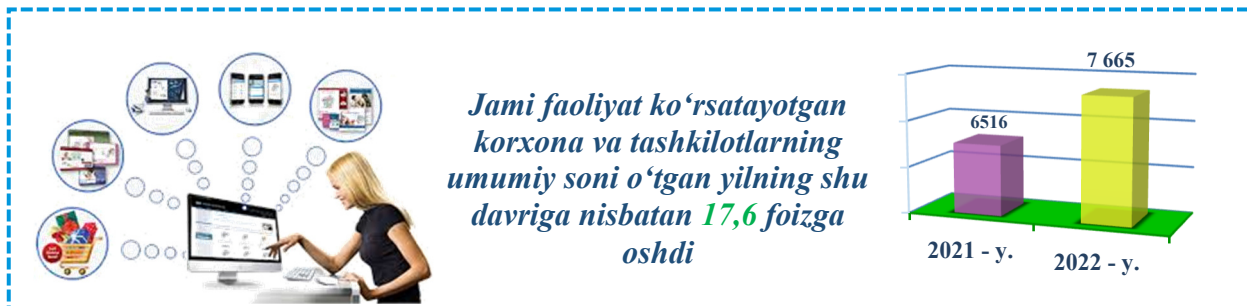 Jami faoliyat ko‘rsatayotgan
korxona va tashkilotlarning
umumiy soni o‘tgan yilning shu
davriga nisbatan 17,6 foizga
oshdi
7 665
6516
2021 - y.
2022 - y.